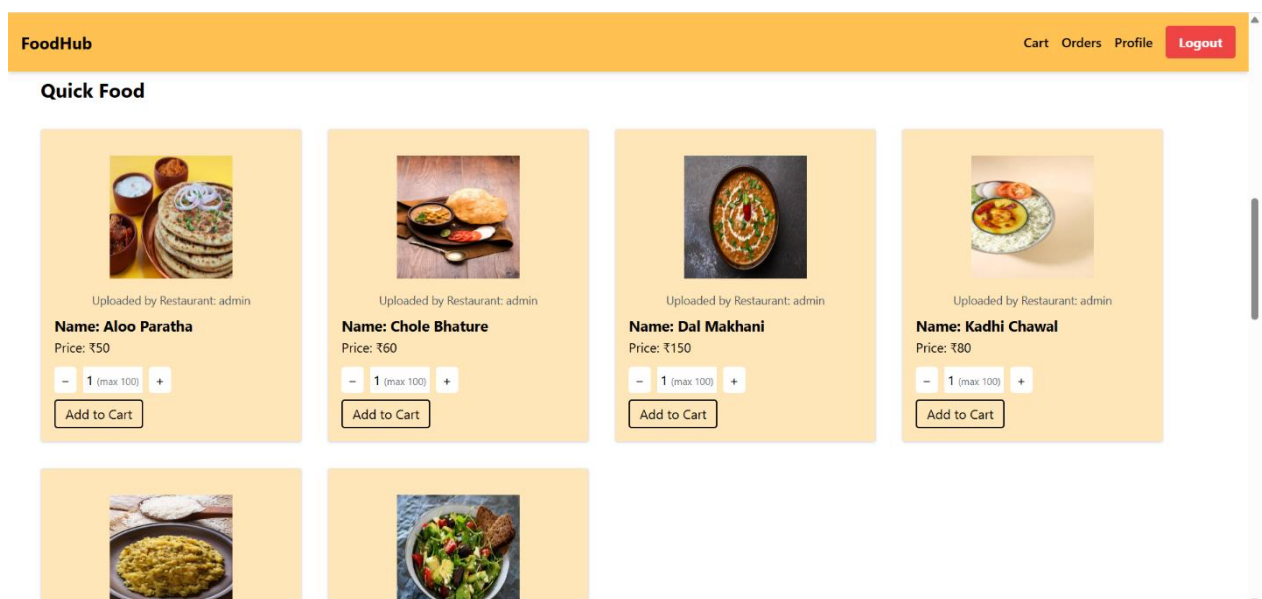 FoodHub
Cart Orders Profile Logout
Quick Food
Uploaded by Restaurant: admin
Name: Aloo Paratha
Price: ₹50
− 1 (max 100) +
Add to Cart
Uploaded by Restaurant: admin
Name: Chole Bhature
Price: ₹60
− 1 (max 100) +
Add to Cart
Uploaded by Restaurant: admin
Name: Dal Makhani
Price: ₹150
− 1 (max 100) +
Add to Cart
Uploaded by Restaurant: admin
Name: Kadhi Chawal
Price: ₹80
− 1 (max 100) +
Add to Cart